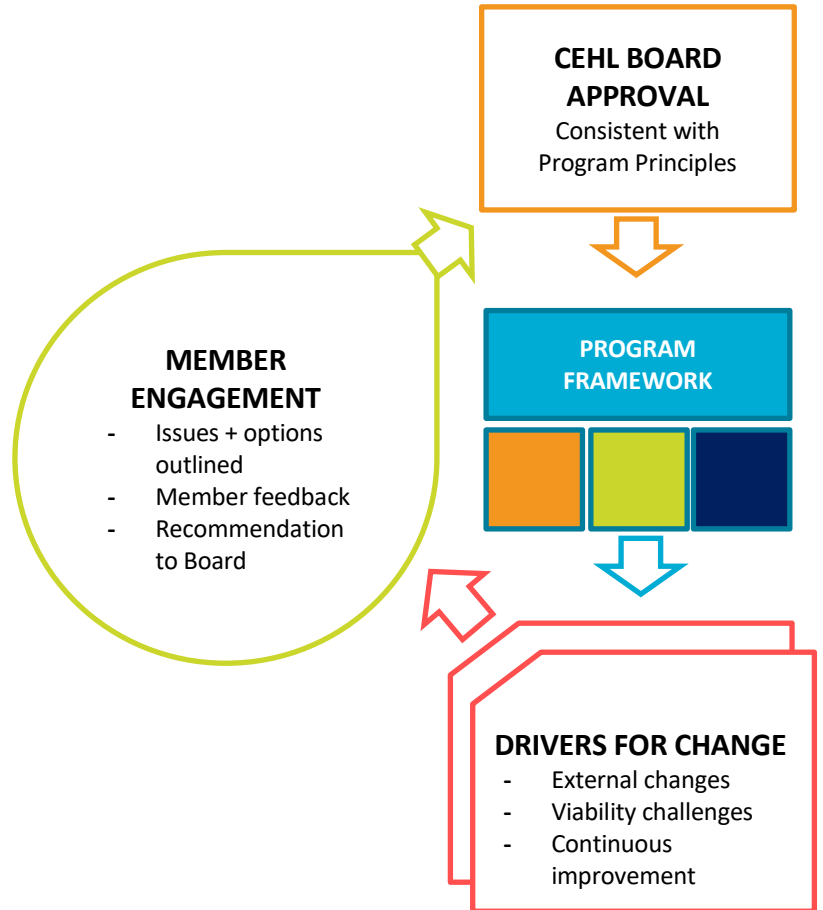 CEHL BOARD
APPROVAL
Consistent with
Program Principles
MEMBER
ENGAGEMENT
- Issues + options
outlined
- Member feedback
- Recommendation
to Board
PROGRAM
FRAMEWORK
DRIVERS FOR CHANGE
- External changes
- Viability challenges
- Continuous
improvement